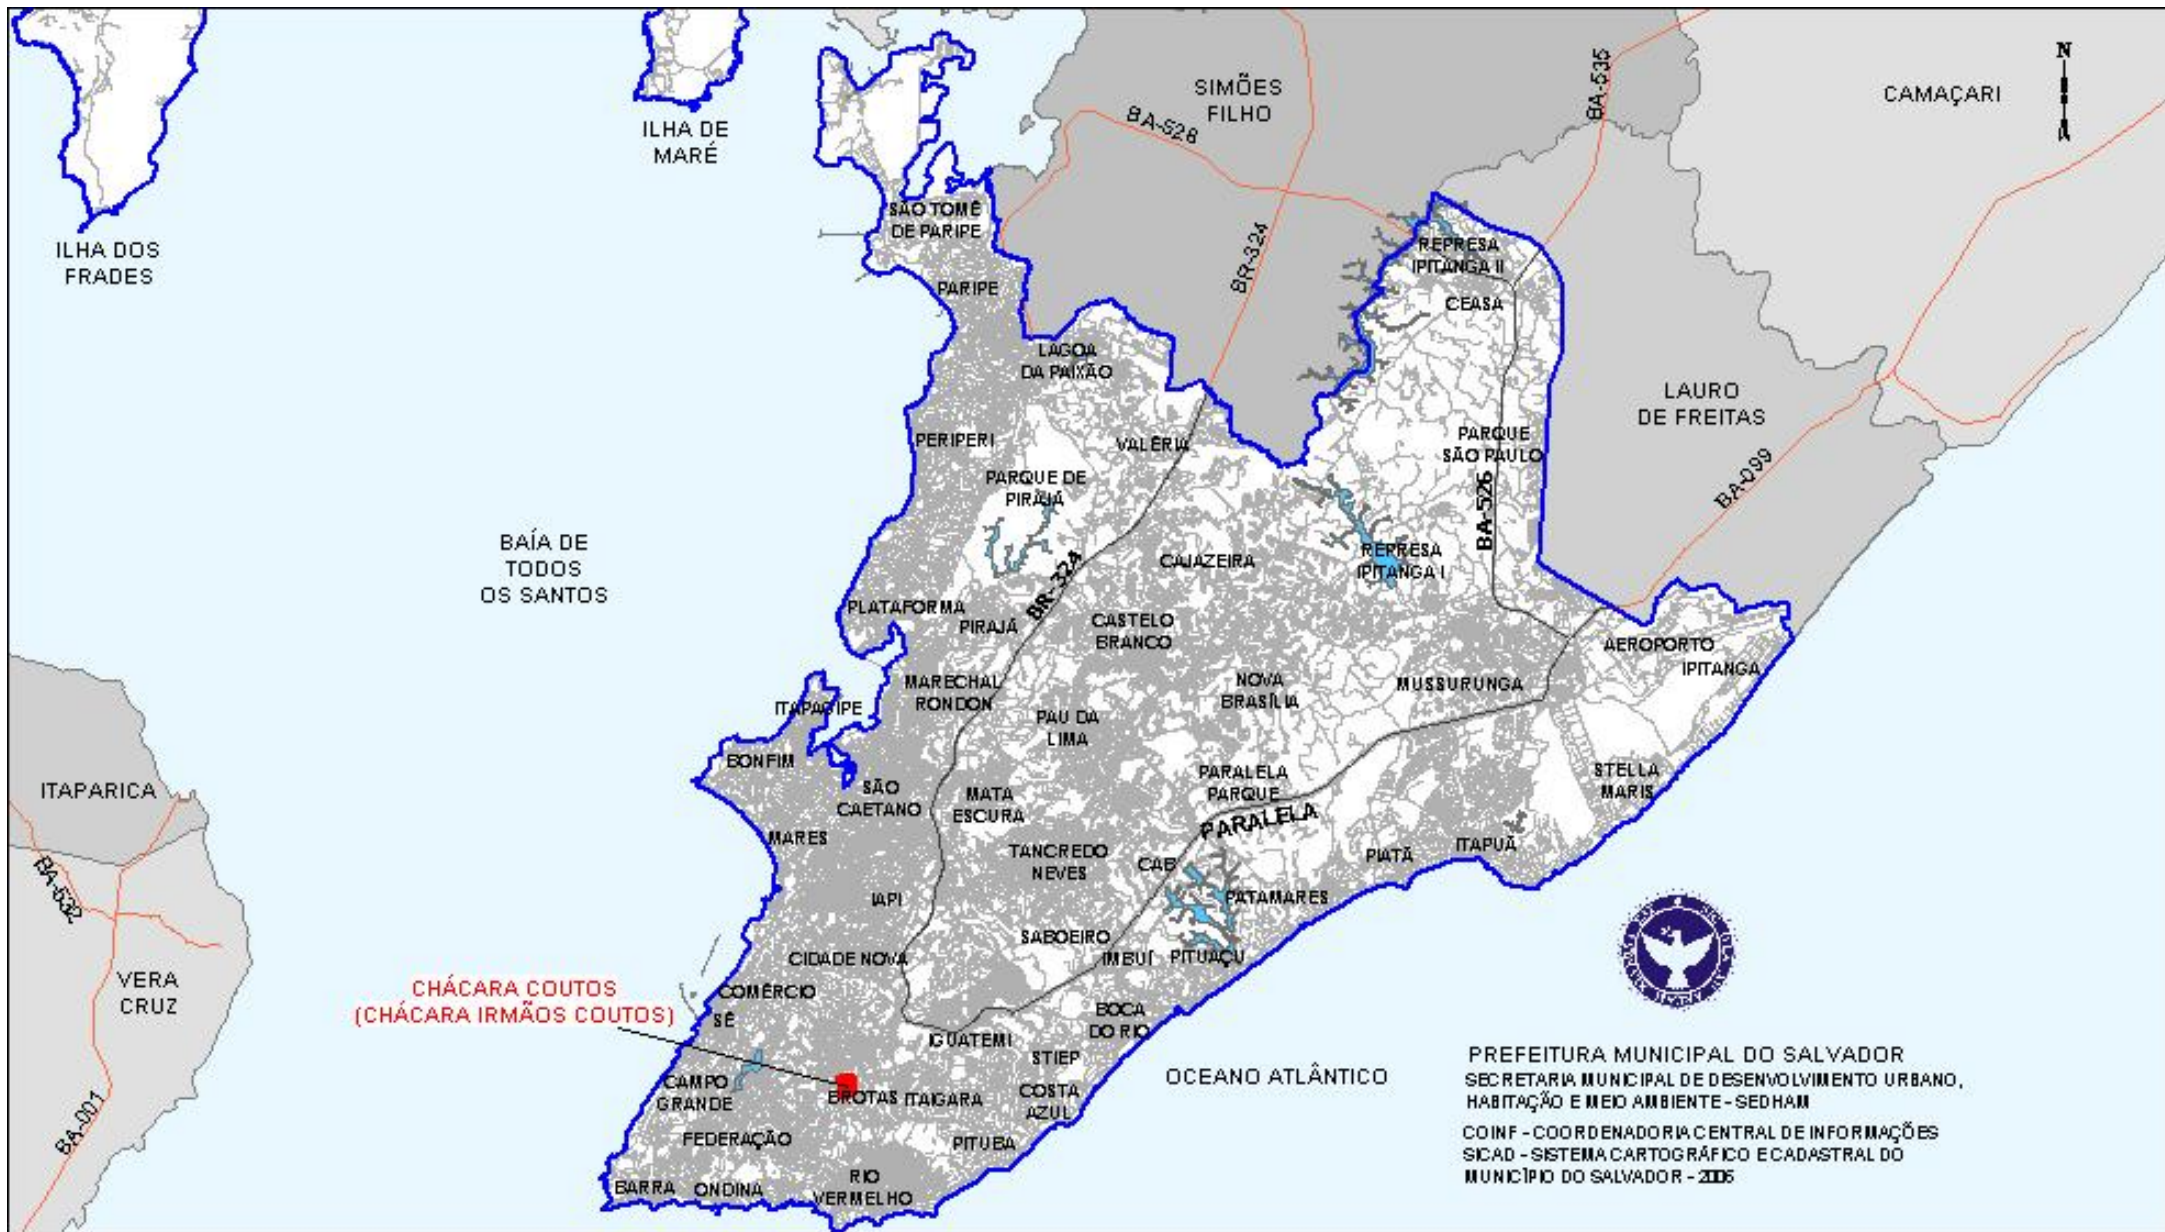 N
SIMÕES
FILHO
CAMAÇARI
BA-535
BA-528
ILHA DE
MARÉ
SÃO TOMÉ
DE PARIPE
ILHA DOS
FRADES
BR-324
REPRESA
IPITANGA II
CEASA
PARIPE
LAGOA
DA PAIXÃO
LAURO
DE FREITAS
PERIPERI
VALÉRIA
PARQUE
SÃO PAULO
PARQUE DE
PIRAJÁ
BA-099
BA-526
BAÍA DE
TODOS
OS SANTOS
CAJAZEIRA
REPRESA
IPITANGA I
BR-324
PLATAFORMA
PIRAJÁ
CASTELO
BRANCO
AEROPORTO
IPITANGA
MARECHAL
RONDON
NOVA
BRASÍLIA
MUSSURUNGA
ITAPAGIPE
PAU DA
LIMA
BONFIM
PARALELA
PARQUE
STELLA
MARIS
ITAPARICA
SÃO
CAETANO
MATA
ESCURA
PARALELA
MARES
TANCREDO
NEVES
CAB
PIATÃ
ITAPUÃ
BA-532
IAPI
PATAMARES
SABOEIRO
CIDADE NOVA
IMBUÍ
PITUAÇU
VERA
CRUZ
CHÁCARA COUTOS
(CHÁCARA IRMÃOS COUTOS)
COMÉRCIO
SÉ
BOCA
DO RIO
IGUATEMI
STIEP
OCEANO ATLÂNTICO
CAMPO
GRANDE
BROTAS
ITAIGARA
COSTA
AZUL
BA-001
FEDERAÇÃO
PITUBA
BARRA
ONDINA
RIO
VERMELHO
PREFEITURA MUNICIPAL DO SALVADOR
SECRETARIA MUNICIPAL DE DESENVOLVIMENTO URBANO,
HABITAÇÃO E MEIO AMBIENTE - SEDHAM
COINF - COORDENADORIA CENTRAL DE INFORMAÇÕES
SICAD - SISTEMA CARTOGRÁFICO E CADASTRAL DO
MUNICÍPIO DO SALVADOR - 2006